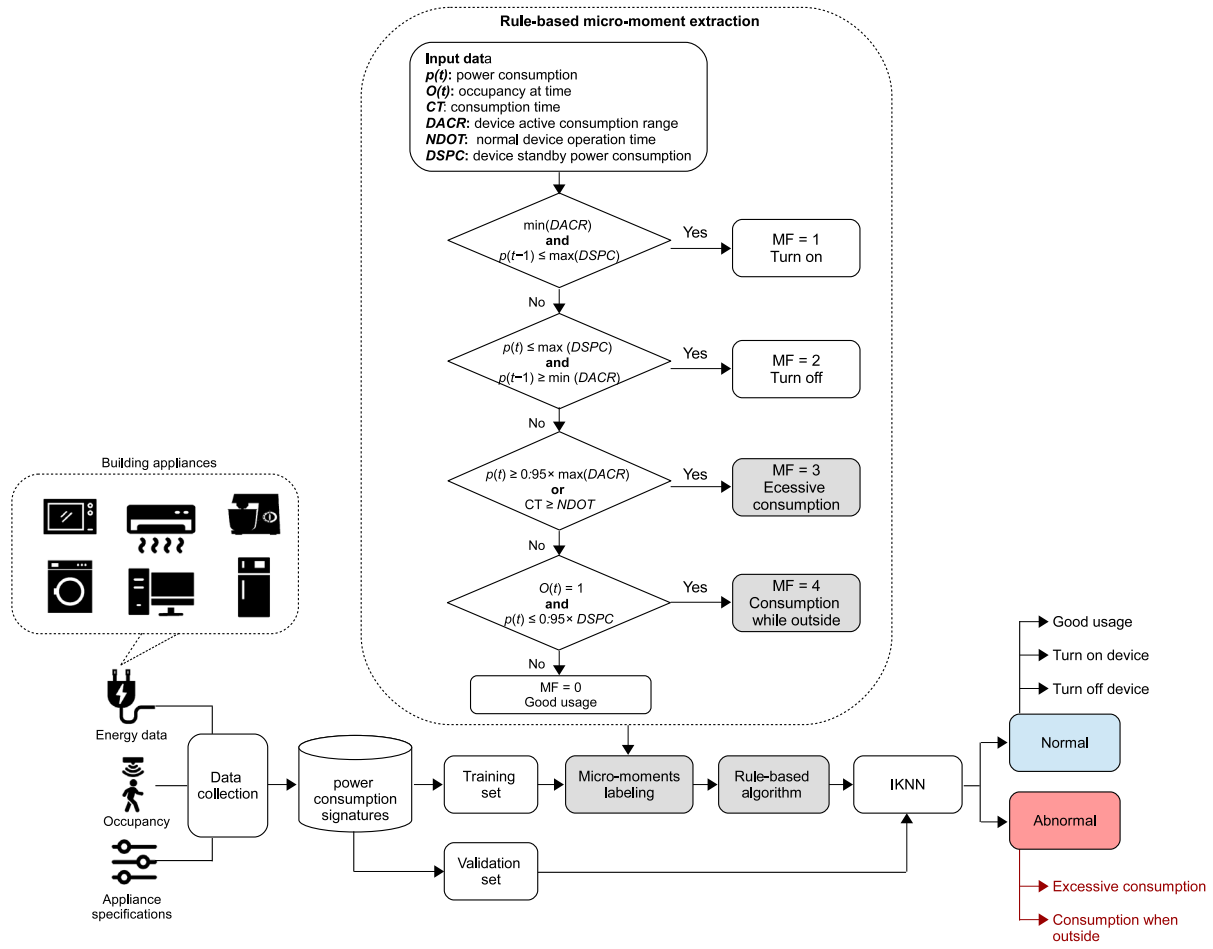 Rule-based micro-moment extraction
Input data
p(t): power consumption
O(t): occupancy at time
CT: consumption time
DACR: device active consumption range
NDOT: normal device operation time
DSPC: device standby power consumption
min(DACR)
and
p(t−1) ≤ max(DSPC)
Yes
MF = 1
Turn on
No
p(t) ≤ max (DSPC)
and
p(t−1) ≥ min (DACR)
Yes
MF = 2
Turn off
No
p(t) ≥ 0:95× max(DACR)
or
CT ≥ NDOT
Yes
MF = 3
Ecessive
consumption
No
O(t) = 1
and
p(t) ≤ 0:95× DSPC
Yes
MF = 4
Consumption
while outside
No
MF = 0
Good usage
Building appliances
Energy data
Occupancy
Appliance
specifications
Data
collection
power
consumption
signatures
Training
set
Validation
set
Micro-moments
labeling
Rule-based
algorithm
IKNN
Good usage
Turn on device
Turn off device
Normal
Abnormal
Excessive consumption
Consumption when
outside